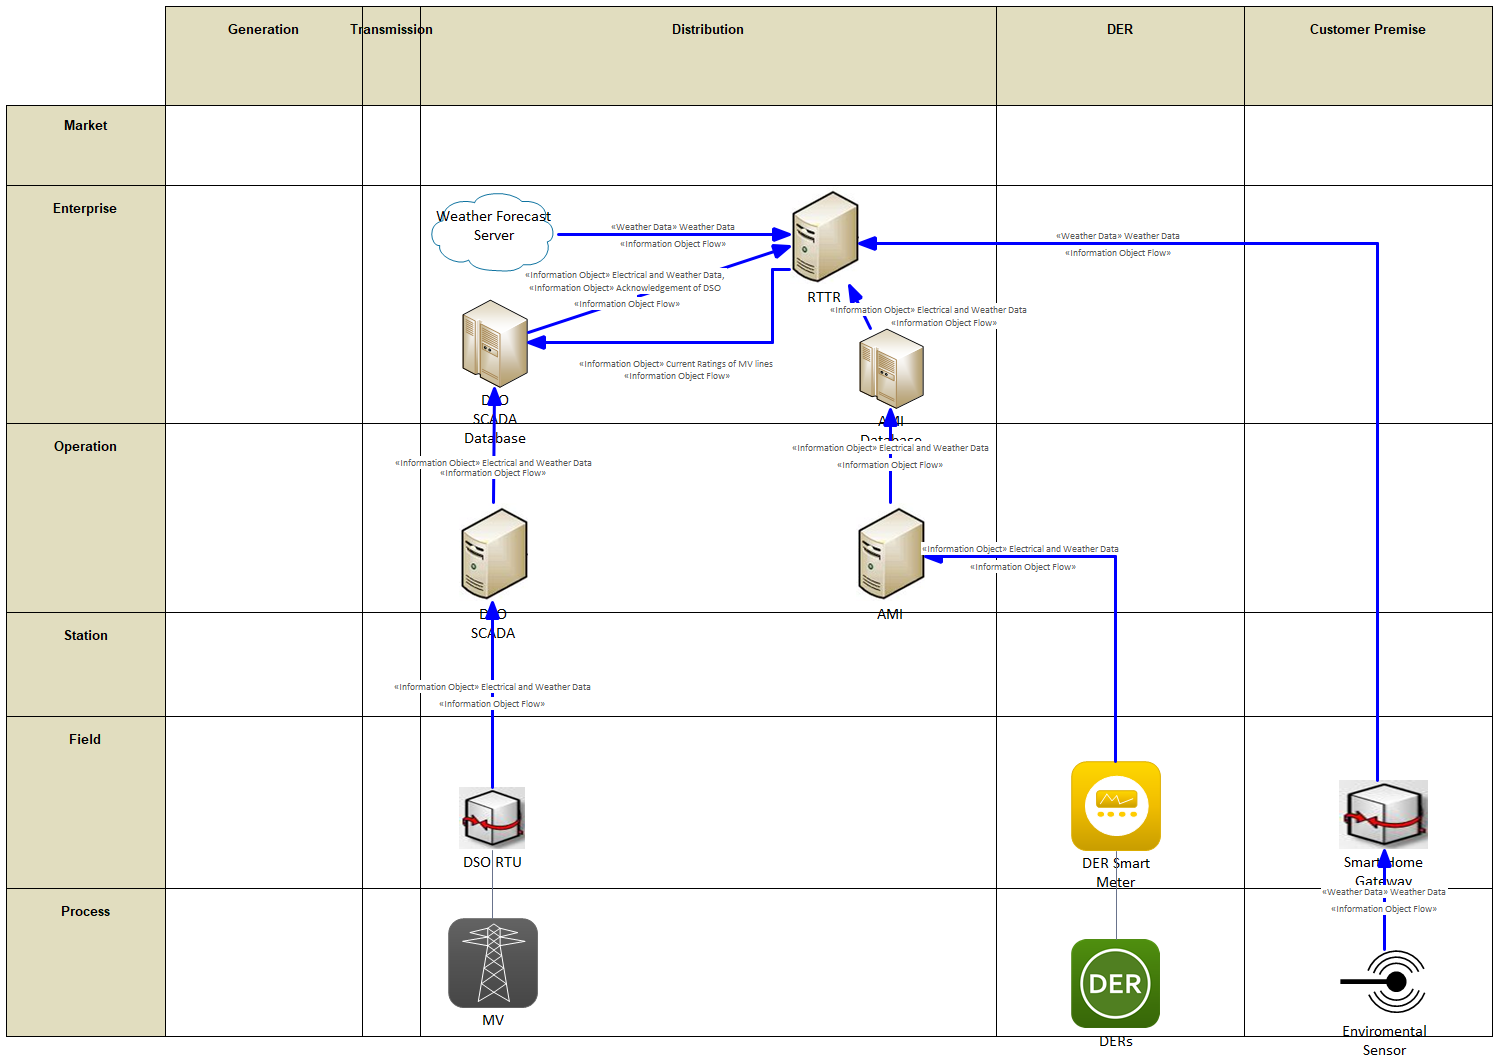 Generation
Transmission
Distribution
DER
Customer Premise
Market
Enterprise
Weather Forecast
Server
«Weather Data» Weather Data
«Information Object Flow»
«Weather Data» Weather Data
«Information Object Flow»
«Information Object» Electrical and Weather Data,
«Information Object» Acknowledgement of DSO
«Information Object Flow»
RTTR
«Information Object» Electrical and Weather Data
«Information Object Flow»
«Information Object» Current Ratings of MV lines
«Information Object Flow»
DSO
SCADA
Database
AMI
Database
Operation
«Information Object» Electrical and Weather Data
«Information Object Flow»
«Information Object» Electrical and Weather Data
«Information Object Flow»
«Information Object» Electrical and Weather Data
«Information Object Flow»
DSO
SCADA
AMI
Station
«Information Object» Electrical and Weather Data
«Information Object Flow»
Field
DSO RTU
DER Smart
Meter
Smart Home
Gateway
Process
«Weather Data» Weather Data
«Information Object Flow»
DER
MV
DERs
Enviromental
Sensor